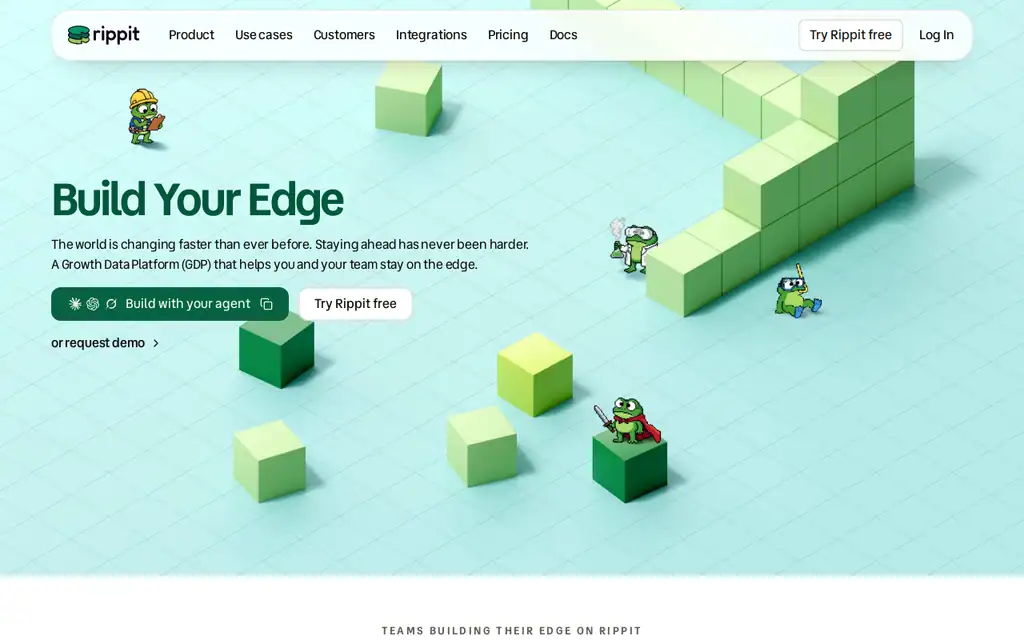 rippit
Product
Use cases
Customers
Integrations
Pricing
Docs
Try Rippit free
Log In
Build Your Edge
The world is changing faster than ever before. Staying ahead has never been harder.
A Growth Data Platform (GDP) that helps you and your team stay on the edge.
Build with your agent
Try Rippit free
or request demo
TEAMS BUILDING THEIR EDGE ON RIPPIT